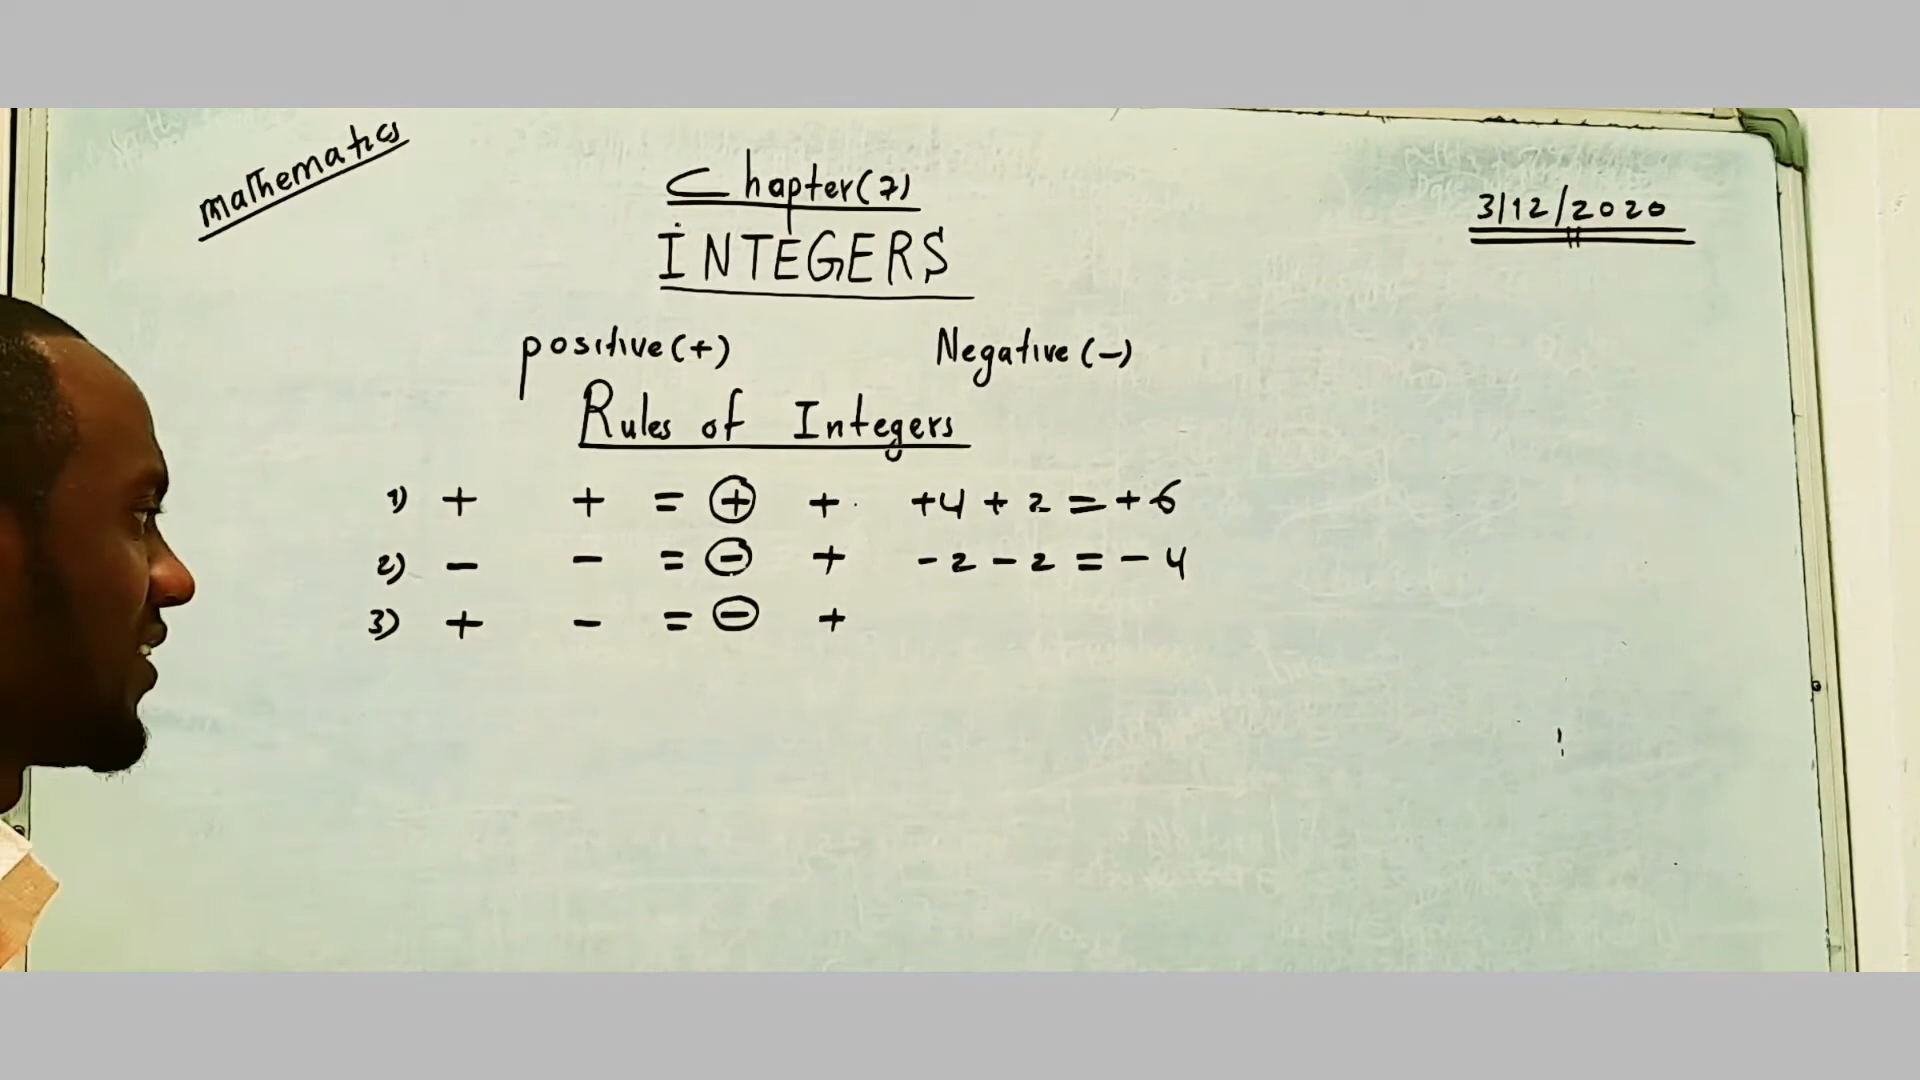 mathematics
Chapter(7)
3/12/2020
INTEGERS
positive(+) Negative(-)
Rules of Integers
1) + + = ⊕ + +4 + 2 = +6
2) - - = ⊖ + -2 - 2 = -4
3) + - = ⊖ +